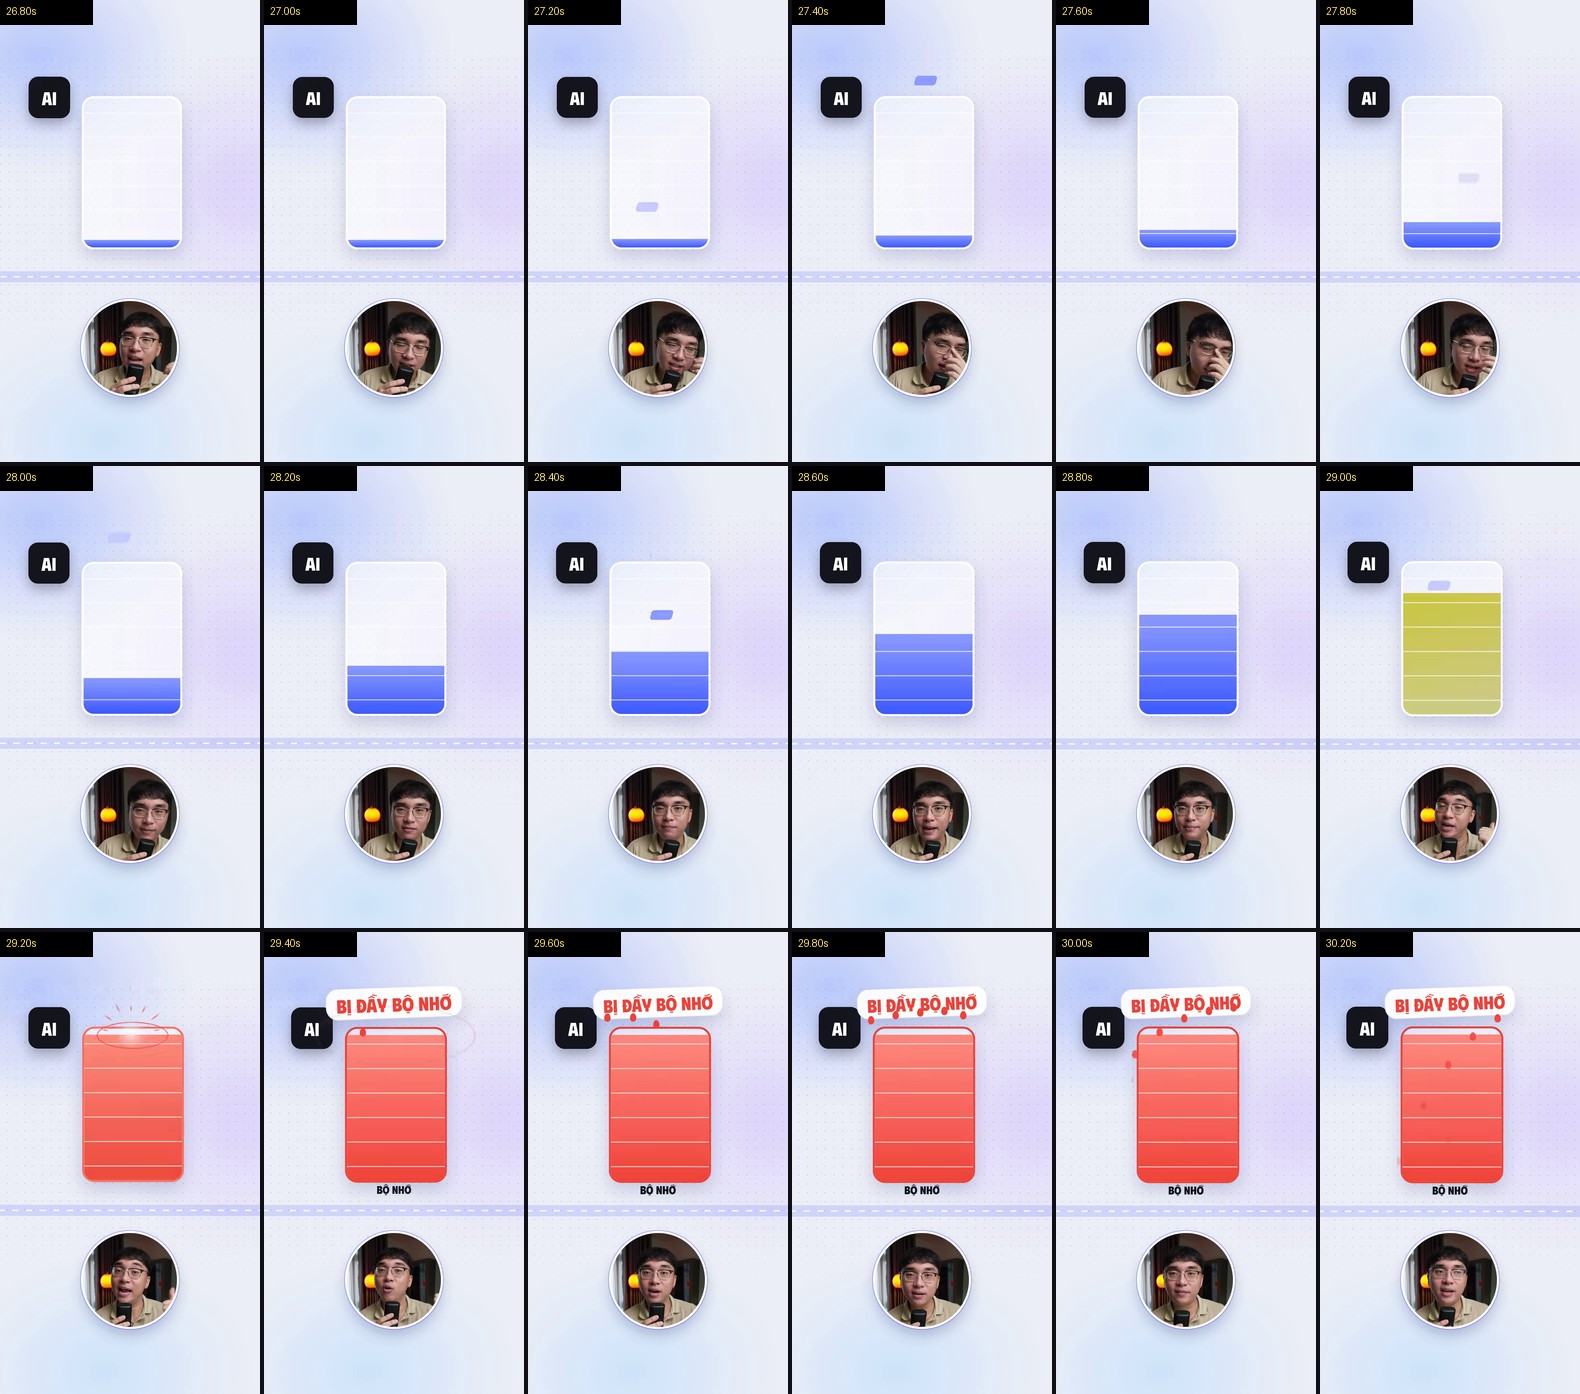 26.80s
27.00s
27.20s
27.40s
27.60s
27.80s
AI
AI
AI
AI
AI
AI
28.00s
28.20s
28.40s
28.60s
28.80s
29.00s
AI
AI
AI
AI
AI
AI
29.20s
29.40s
29.60s
29.80s
30.00s
30.20s
BỊ ĐẦY BỘ NHỚ
BỊ ĐẦY BỘ NHỚ
BỊ ĐẦY BỘ NHỚ
BỊ ĐẦY BỘ NHỚ
BỊ ĐẦY BỘ NHỚ
AI
AI
AI
AI
AI
AI
BỘ NHỚ
BỘ NHỚ
BỘ NHỚ
BỘ NHỚ
BỘ NHỚ